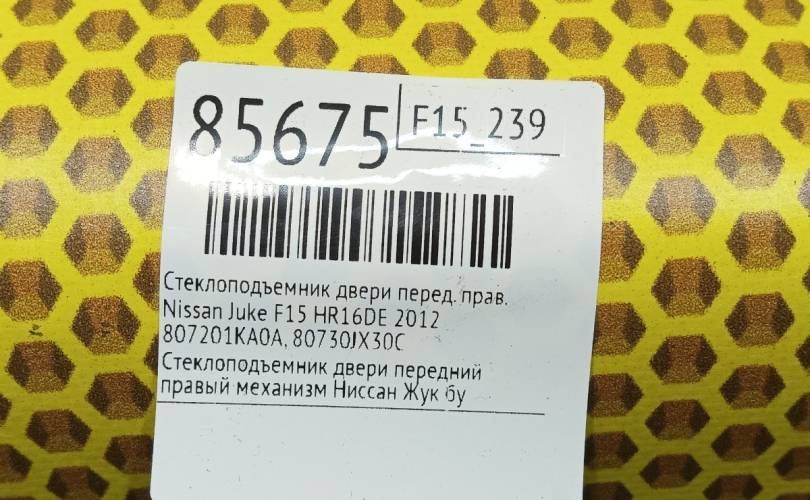 85675
F15_239
Стеклоподъемник двери перед. прав.
Nissan Juke F15 HR16DE 2012
807201KA0A, 80730JX30C
Стеклоподъемник двери передний
правый механизм Ниссан Жук бу